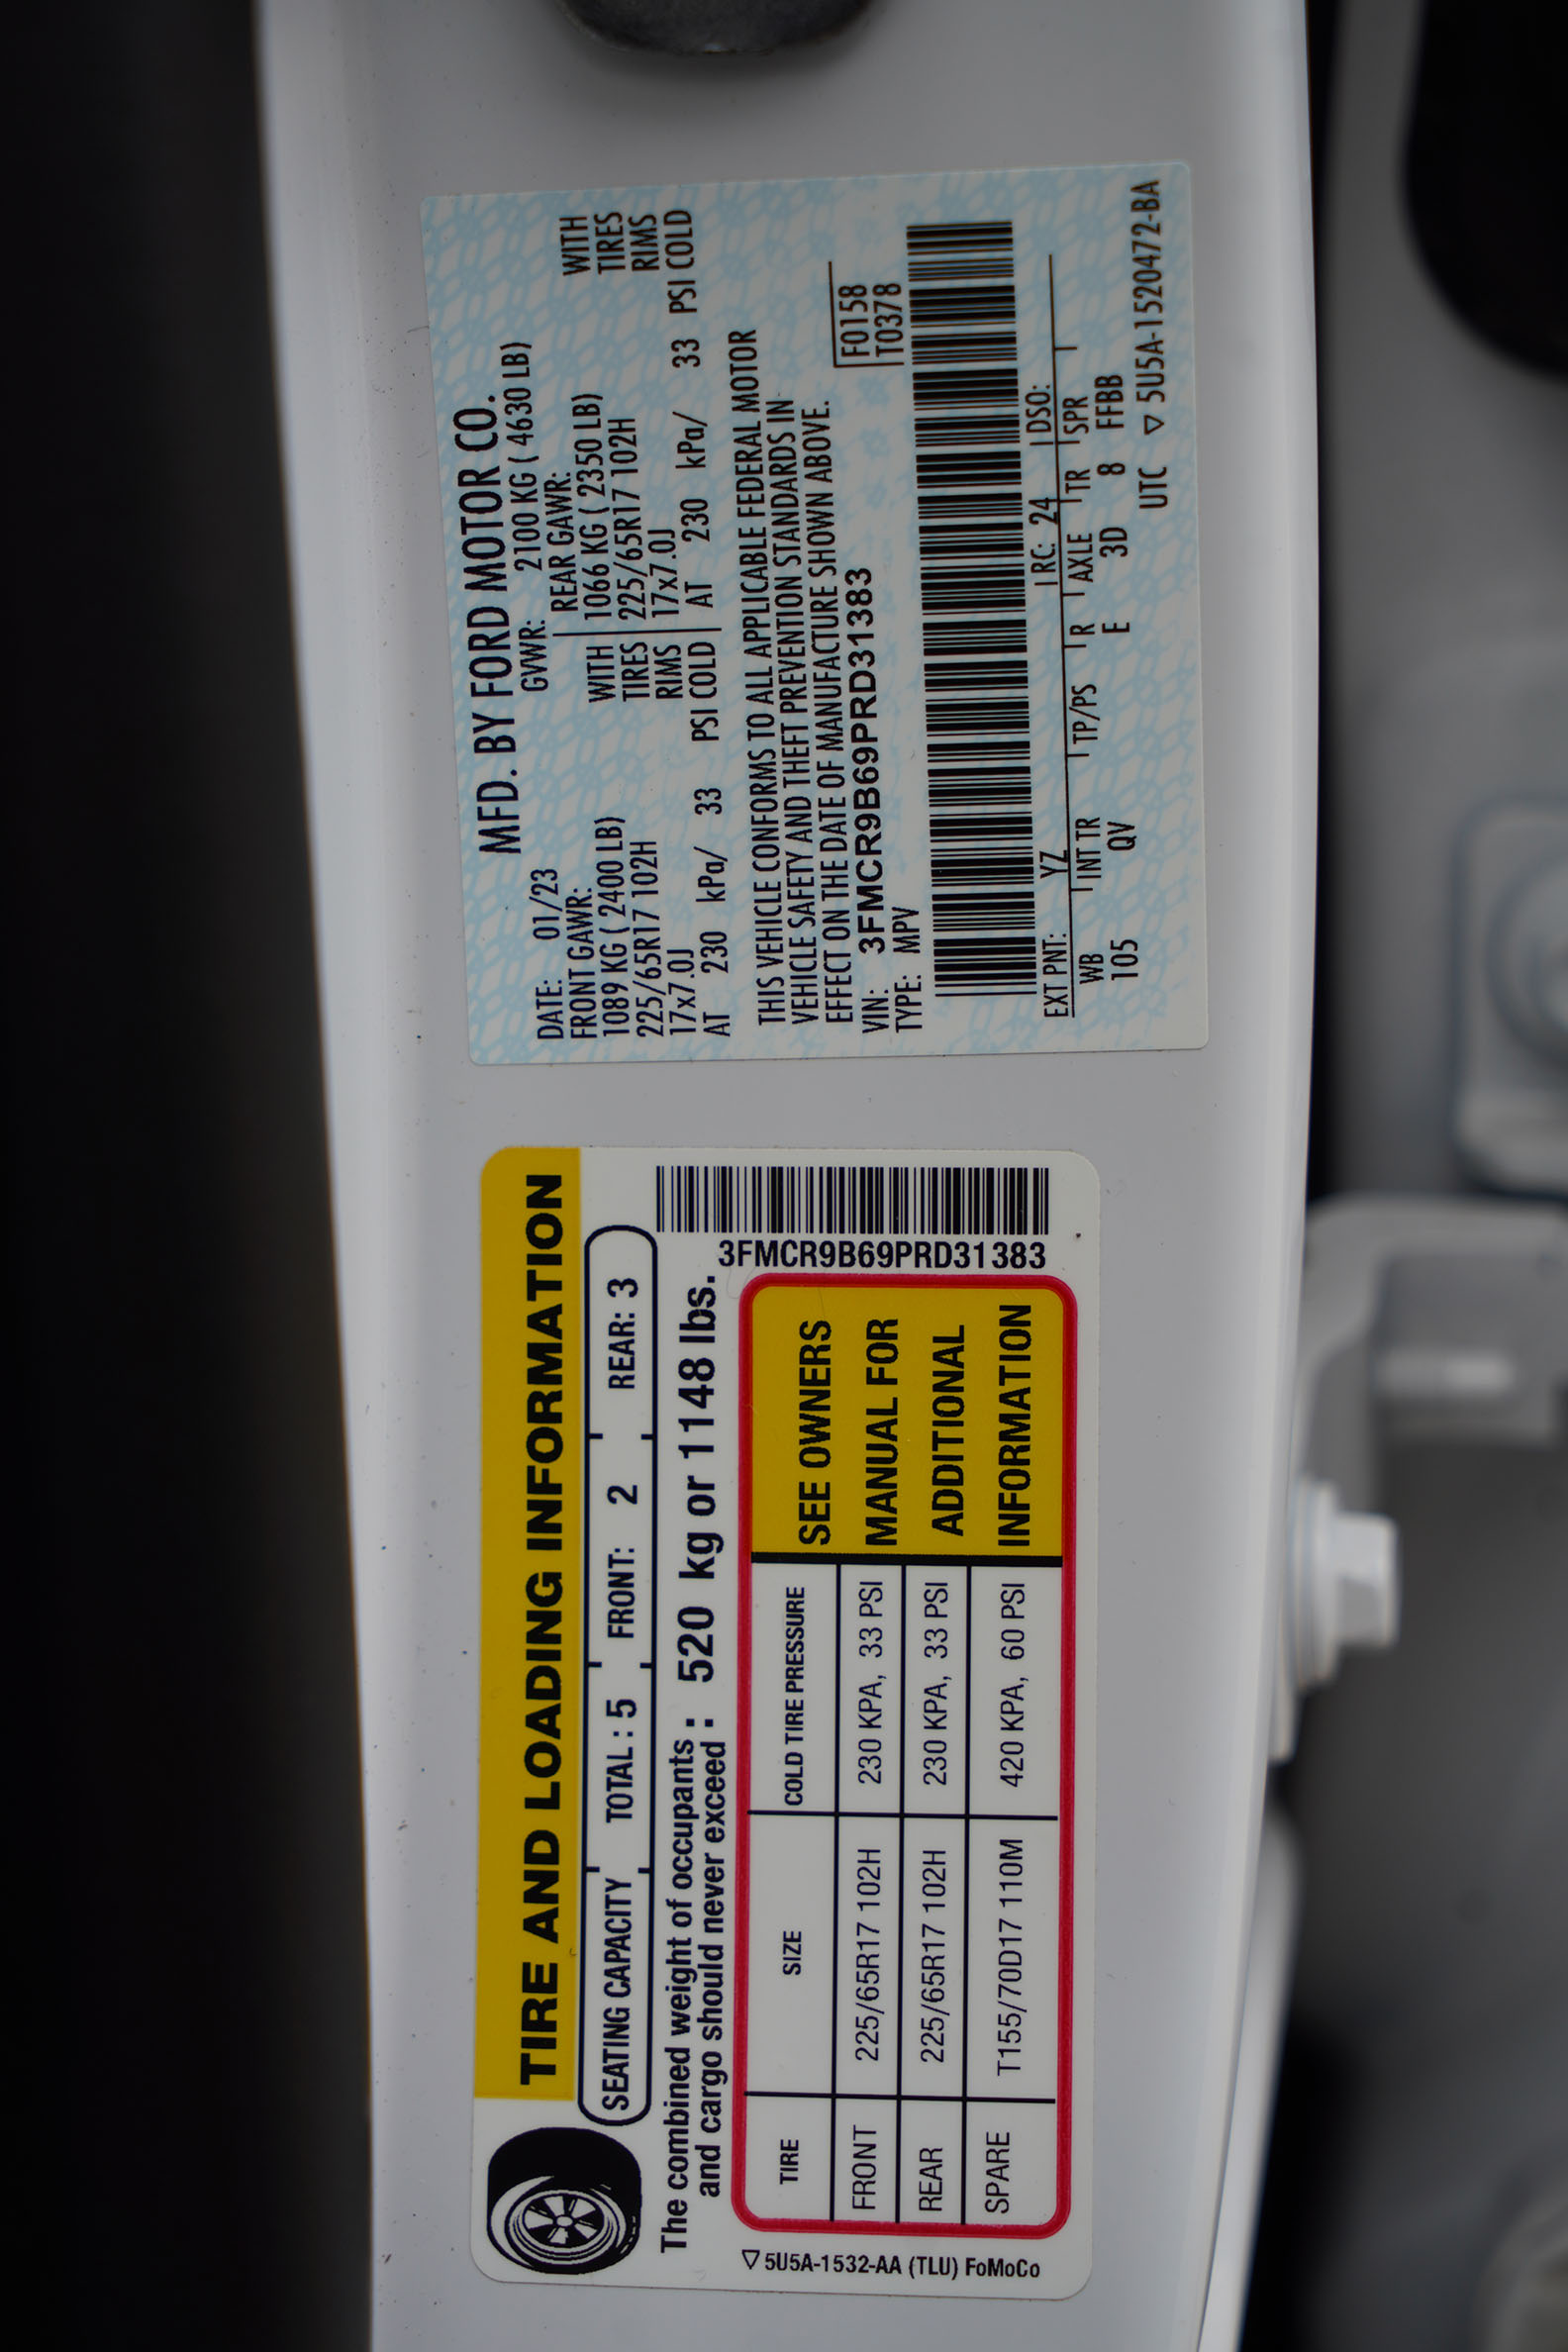 MFD. BY FORD MOTOR CO.
DATE: 01/23 GVWR: 2100 KG ( 4630 LB)
FRONT GAWR: REAR GAWR:
1089 KG ( 2400 LB) WITH 1066 KG ( 2350 LB) WITH
225/65R17 102H TIRES 225/65R17 102H TIRES
17x7.0J RIMS 17x7.0J RIMS
AT 230 kPa/ 33 PSI COLD AT 230 kPa/ 33 PSI COLD
THIS VEHICLE CONFORMS TO ALL APPLICABLE FEDERAL MOTOR
VEHICLE SAFETY AND THEFT PREVENTION STANDARDS IN
EFFECT ON THE DATE OF MANUFACTURE SHOWN ABOVE.
VIN: 3FMCR9B69PRD31383 F0158
TYPE: MPV T0378
EXT PNT: YZ RC: 24 DSO:
WB INT TR TP/PS R AXLE TR SPR
105 QV E 3D 8 FFBB
UTC ▽ 5U5A-1520472-BA
TIRE AND LOADING INFORMATION
SEATING CAPACITY TOTAL : 5 FRONT: 2 REAR: 3
The combined weight of occupants :
and cargo should never exceed : 520 kg or 1148 lbs.
3FMCR9B69PRD31383
TIRE SIZE COLD TIRE PRESSURE
FRONT 225/65R17 102H 230 KPA, 33 PSI
REAR 225/65R17 102H 230 KPA, 33 PSI
SPARE T155/70D17 110M 420 KPA, 60 PSI
SEE OWNERS
MANUAL FOR
ADDITIONAL
INFORMATION
▽ 5U5A-1532-AA (TLU) FoMoCo